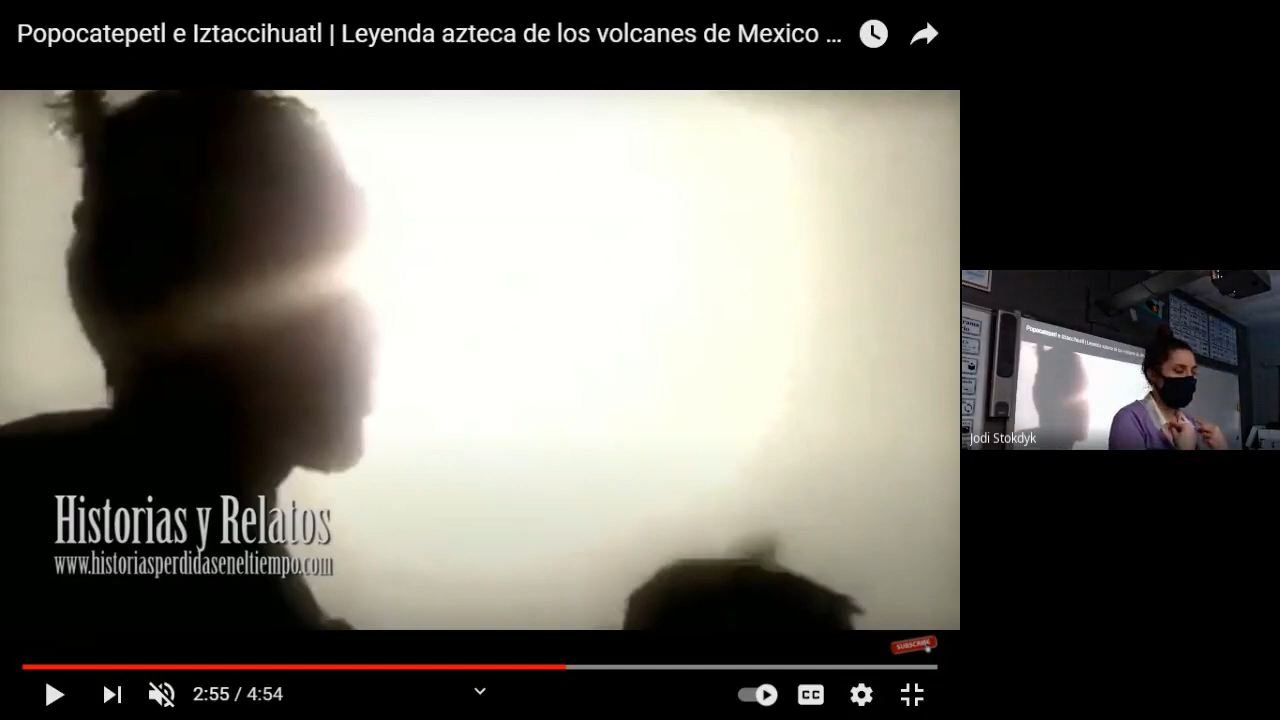 Popocatepetl e Iztaccihuatl | Leyenda azteca de los volcanes de Mexico ...
Historias y Relatos
www.historiasperdidaseneltiempo.com
SUBSCRIBE
2:55 / 4:54
CC
Jodi Stokdyk